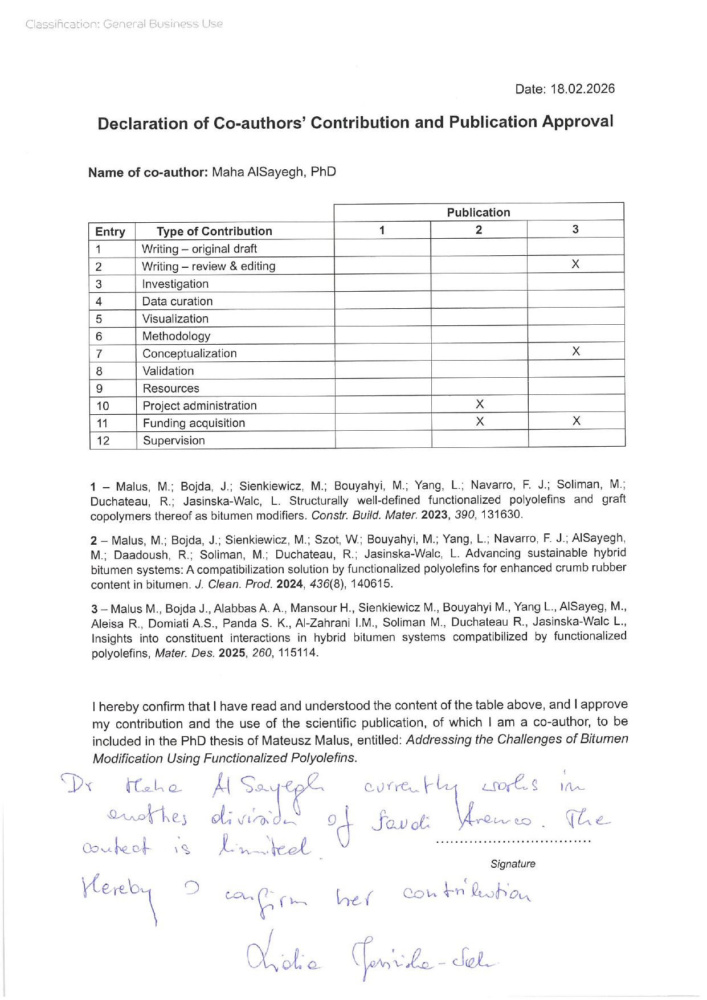 Classification: General Business Use
Date: 18.02.2026
Declaration of Co-authors' Contribution and Publication Approval
Name of co-author: Maha AlSayegh, PhD
Publication
Entry Type of Contribution 1 2 3
1 Writing – original draft
2 Writing – review & editing X
3 Investigation
4 Data curation
5 Visualization
6 Methodology
7 Conceptualization X
8 Validation
9 Resources
10 Project administration X
11 Funding acquisition X X
12 Supervision
1 – Malus, M.; Bojda, J.; Sienkiewicz, M.; Bouyahyi, M.; Yang, L.; Navarro, F. J.; Soliman, M.;
Duchateau, R.; Jasinska-Walc, L. Structurally well-defined functionalized polyolefins and graft
copolymers thereof as bitumen modifiers. Constr. Build. Mater. 2023, 390, 131630.
2 – Malus, M.; Bojda, J.; Sienkiewicz, M.; Szot, W.; Bouyahyi, M.; Yang, L.; Navarro, F. J.; AlSayegh,
M.; Daadoush, R.; Soliman, M.; Duchateau, R.; Jasinska-Walc, L. Advancing sustainable hybrid
bitumen systems: A compatibilization solution by functionalized polyolefins for enhanced crumb rubber
content in bitumen. J. Clean. Prod. 2024, 436(8), 140615.
3 – Malus M., Bojda J., Alabbas A. A., Mansour H., Sienkiewicz M., Bouyahyi M., Yang L., AlSayeg, M.,
Aleisa R., Domiati A.S., Panda S. K., Al-Zahrani I.M., Soliman M., Duchateau R., Jasinska-Walc L.,
Insights into constituent interactions in hybrid bitumen systems compatibilized by functionalized
polyolefins, Mater. Des. 2025, 260, 115114.
I hereby confirm that I have read and understood the content of the table above, and I approve
my contribution and the use of the scientific publication, of which I am a co-author, to be
included in the PhD thesis of Mateusz Malus, entitled: Addressing the Challenges of Bitumen
Modification Using Functionalized Polyolefins.
Dr Maha Al Sayegh currently works in
another division of Saudi Aramco. The
contact is limited
Signature
Hereby I confirm her contribution
Lidia